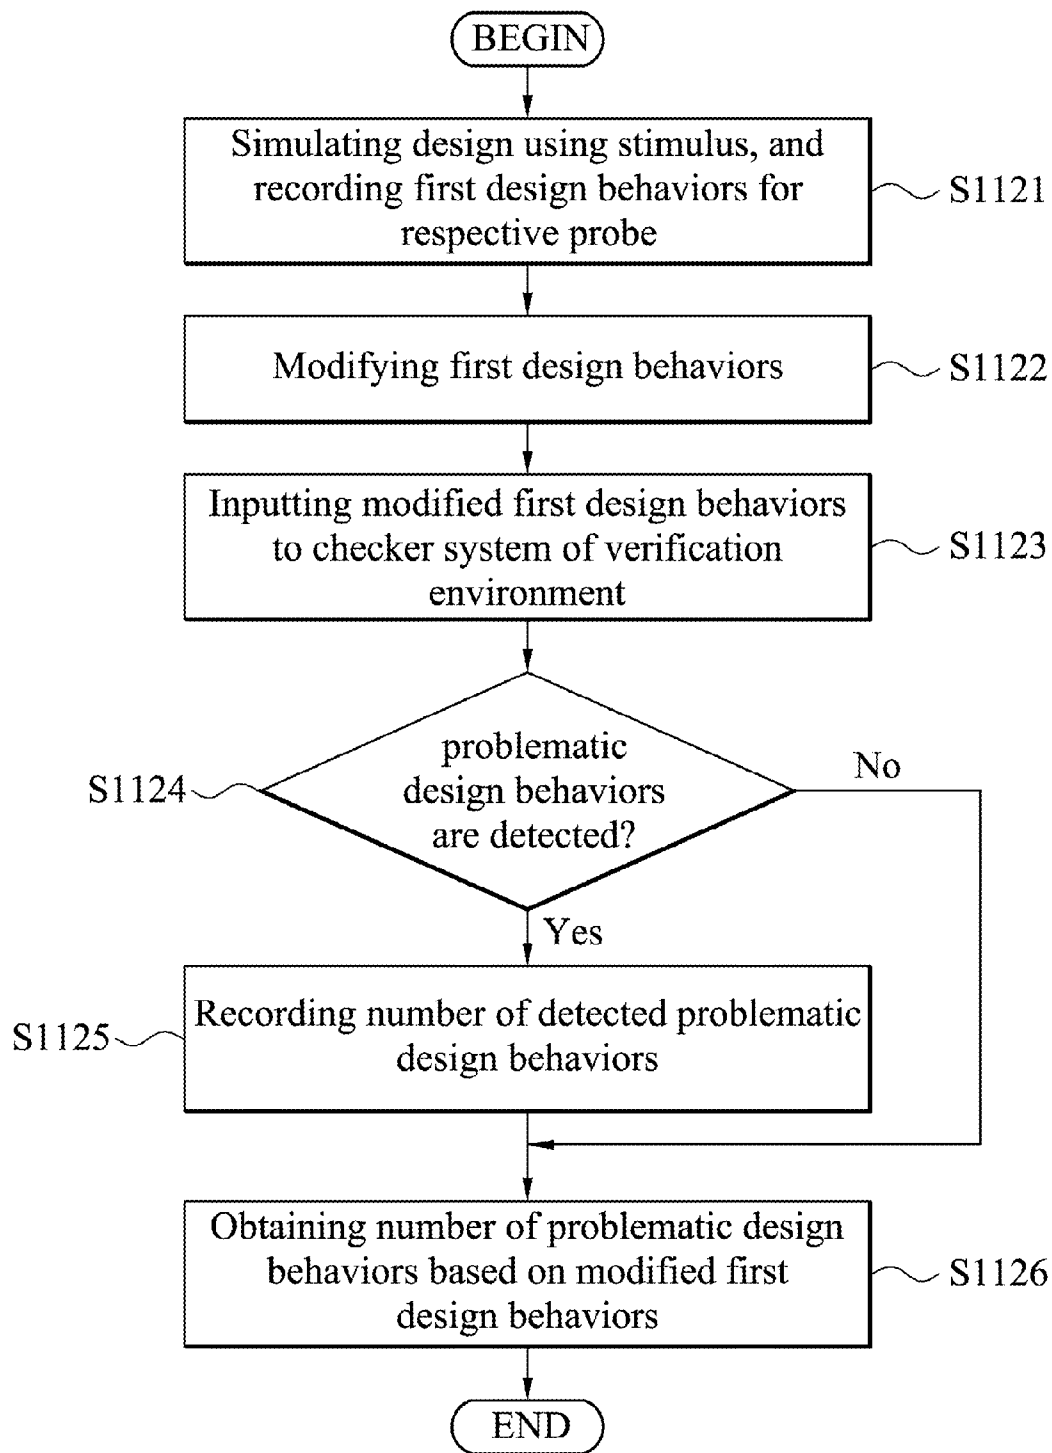 BEGIN
Simulating design using stimulus, and
recording first design behaviors for
respective probe
S1121
Modifying first design behaviors
S1122
Inputting modified first design behaviors
to checker system of verification
environment
S1123
problematic
design behaviors
are detected?
S1124
No
Yes
Recording number of detected problematic
design behaviors
S1125
Obtaining number of problematic design
behaviors based on modified first
design behaviors
S1126
END